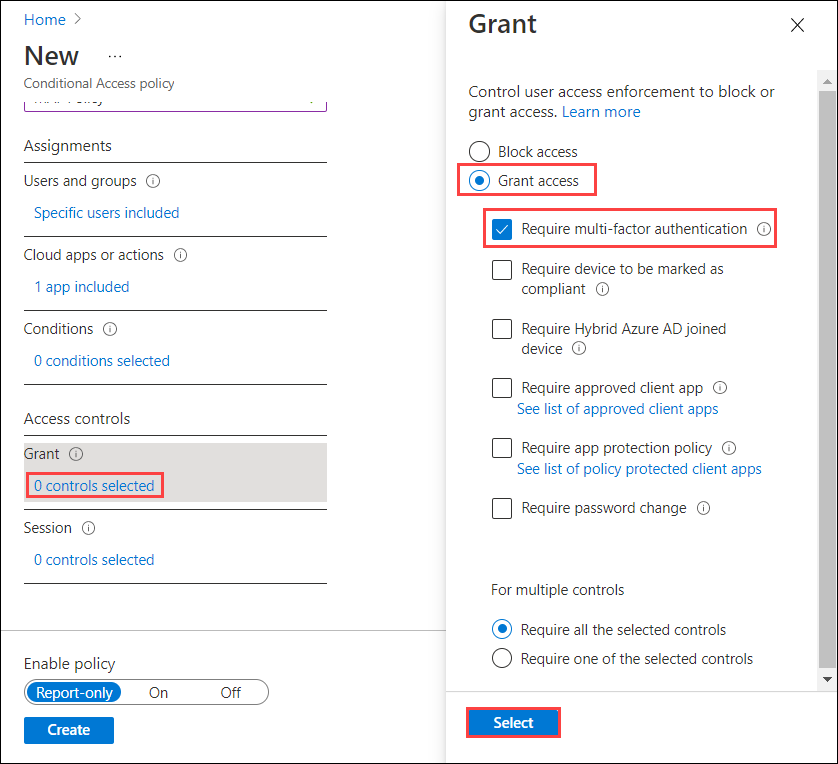 Home >
New ...
Conditional Access policy
Policy
Assignments
Users and groups
Specific users included
Cloud apps or actions
1 app included
Conditions
0 conditions selected
Access controls
Grant
0 controls selected
Session
0 controls selected
Enable policy
Report-only On Off
Create
Grant
Control user access enforcement to block or
grant access. Learn more
Block access
Grant access
Require multi-factor authentication
Require device to be marked as
compliant
Require Hybrid Azure AD joined
device
Require approved client app
See list of approved client apps
Require app protection policy
See list of policy protected client apps
Require password change
For multiple controls
Require all the selected controls
Require one of the selected controls
Select